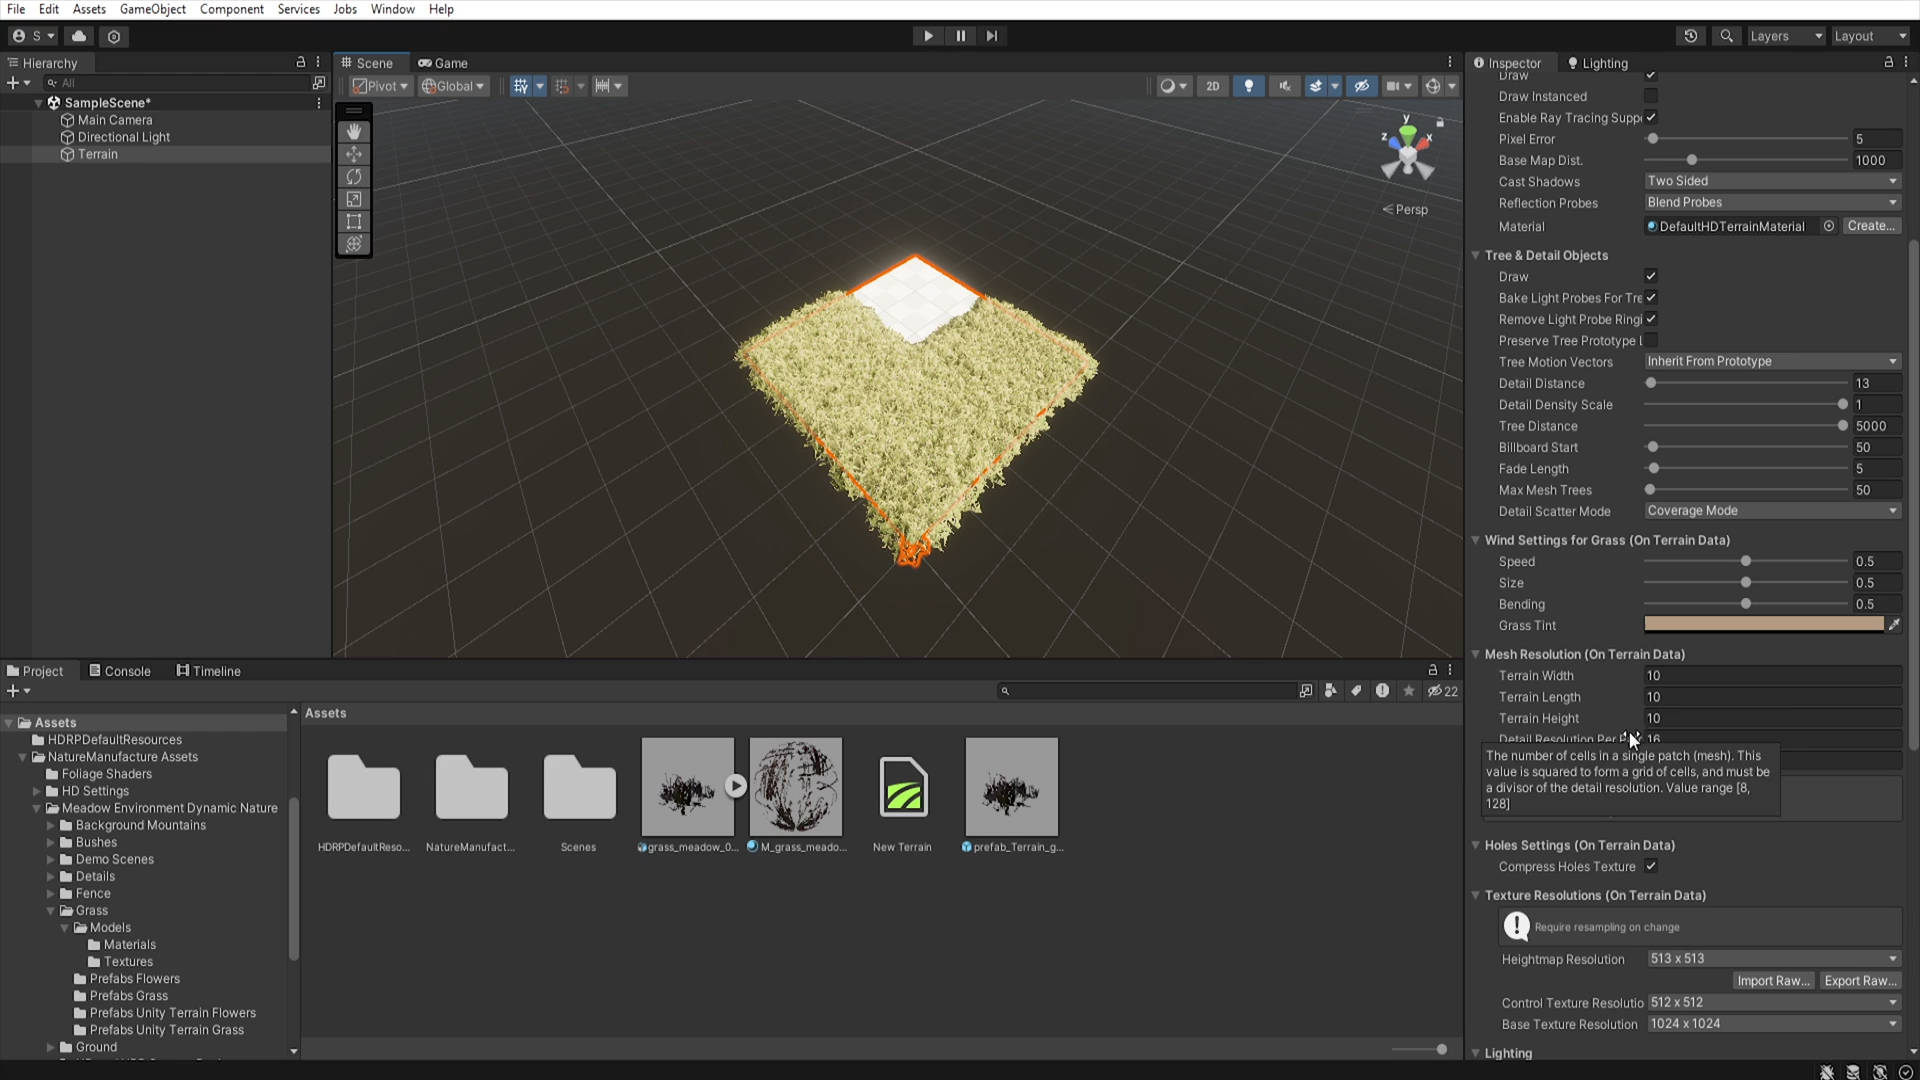 File Edit Assets GameObject Component Services Jobs Window Help
S Layers Layout
Hierarchy
All
SampleScene*
Main Camera
Directional Light
Terrain
Scene Game
Pivot Global 2D
y
z x
Persp
Inspector Lighting
Draw
Draw Instanced
Enable Ray Tracing Supp
Pixel Error 5
Base Map Dist. 1000
Cast Shadows Two Sided
Reflection Probes Blend Probes
Material DefaultHDTerrainMaterial Create...
Tree & Detail Objects
Draw
Bake Light Probes For Tre
Remove Light Probe Ringi
Preserve Tree Prototype L
Tree Motion Vectors Inherit From Prototype
Detail Distance 13
Detail Density Scale 1
Tree Distance 5000
Billboard Start 50
Fade Length 5
Max Mesh Trees 50
Detail Scatter Mode Coverage Mode
Wind Settings for Grass (On Terrain Data)
Speed 0.5
Size 0.5
Bending 0.5
Grass Tint
Mesh Resolution (On Terrain Data)
Terrain Width 10
Terrain Length 10
Terrain Height 10
Detail Resolution Per 16
The number of cells in a single patch (mesh). This
value is squared to form a grid of cells, and must be
a divisor of the detail resolution. Value range [8,
128]
Holes Settings (On Terrain Data)
Compress Holes Texture
Texture Resolutions (On Terrain Data)
Require resampling on change
Heightmap Resolution 513 x 513
Import Raw... Export Raw...
Control Texture Resolutio 512 x 512
Base Texture Resolution 1024 x 1024
Lighting
Project Console Timeline
22
Assets
HDRPDefaultResources
NatureManufacture Assets
Foliage Shaders
HD Settings
Meadow Environment Dynamic Nature
Background Mountains
Bushes
Demo Scenes
Details
Fence
Grass
Models
Materials
Textures
Prefabs Flowers
Prefabs Grass
Prefabs Unity Terrain Flowers
Prefabs Unity Terrain Grass
Ground
Assets
HDRPDefaultReso... NatureManufact... Scenes grass_meadow_0... M_grass_meado... New Terrain prefab_Terrain_g...